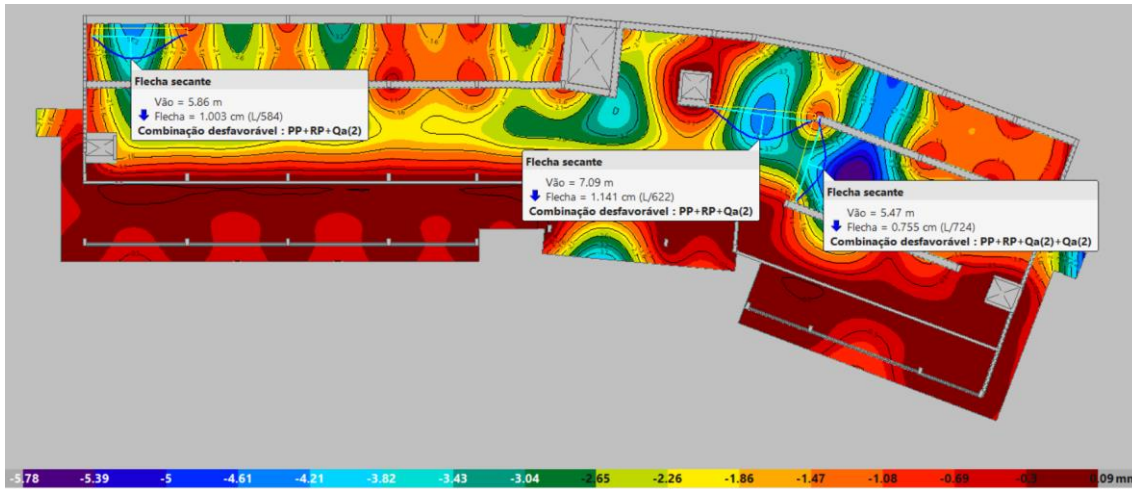 Flecha secante
Vão = 5.86 m
Flecha = 1.003 cm (L/584)
Combinação desfavorável : PP+RP+Qa(2)
Flecha secante
Vão = 7.09 m
Flecha = 1.141 cm (L/622)
Combinação desfavorável : PP+RP+Qa(2)
Flecha secante
Vão = 5.47 m
Flecha = 0.755 cm (L/724)
Combinação desfavorável : PP+RP+Qa(2)+Qa(2)
-5.78 -5.39 -5 -4.61 -4.21 -3.82 -3.43 -3.04 -2.65 -2.26 -1.86 -1.47 -1.08 -0.69 -0.3 0.09 mm